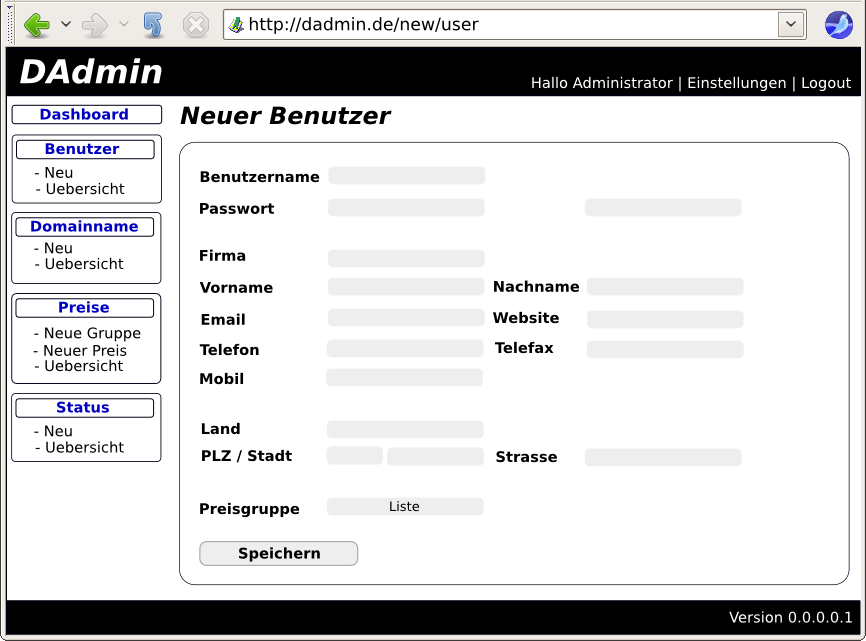 http://dadmin.de/new/user
DAdmin
Hallo Administrator | Einstellungen | Logout
Dashboard
Benutzer
- Neu
- Uebersicht
Domainname
- Neu
- Uebersicht
Preise
- Neue Gruppe
- Neuer Preis
- Uebersicht
Status
- Neu
- Uebersicht
Neuer Benutzer
Benutzername
Passwort
Firma
Vorname Nachname
Email Website
Telefon Telefax
Mobil
Land
PLZ / Stadt Strasse
Preisgruppe Liste
Speichern
Version 0.0.0.0.1